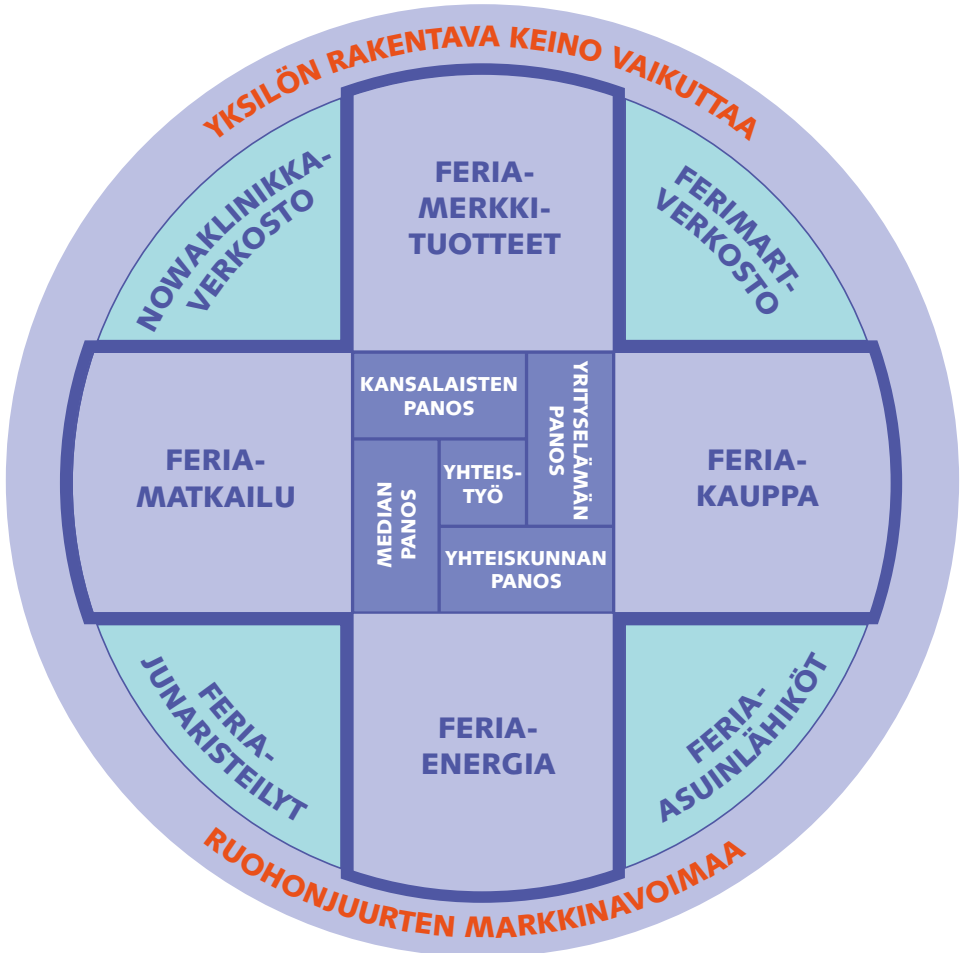 YKSILÖN RAKENTAVA KEINO VAIKUTTAA
NOWAKLINIKKA-
VERKOSTO
FERIA-
MERKKI-
TUOTTEET
FERIMART-
VERKOSTO
FERIA-
MATKAILU
KANSALAISTEN
PANOS
YRITYSELÄMÄN
PANOS
MEDIAN
PANOS
YHTEIS-
TYÖ
YHTEISKUNNAN
PANOS
FERIA-
KAUPPA
FERIA-
JUNARISTEILYT
FERIA-
ENERGIA
FERIA-
ASUINLÄHIKÖT
RUOHONJUURTEN MARKKINAVOIMAA